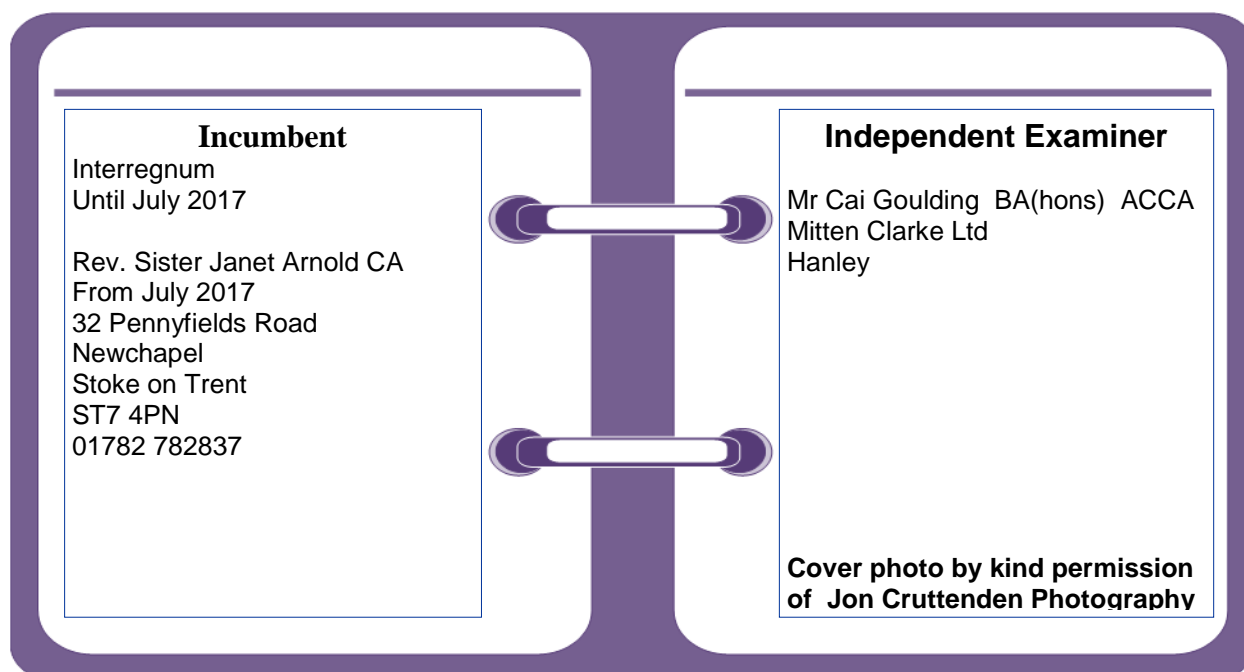 Incumbent
Interregnum
Until July 2017
Rev. Sister Janet Arnold CA
From July 2017
32 Pennyfields Road
Newchapel
Stoke on Trent
ST7 4PN
01782 782837
Independent Examiner
Mr Cai Goulding BA(hons) ACCA
Mitten Clarke Ltd
Hanley
Cover photo by kind permission
of Jon Cruttenden Photography